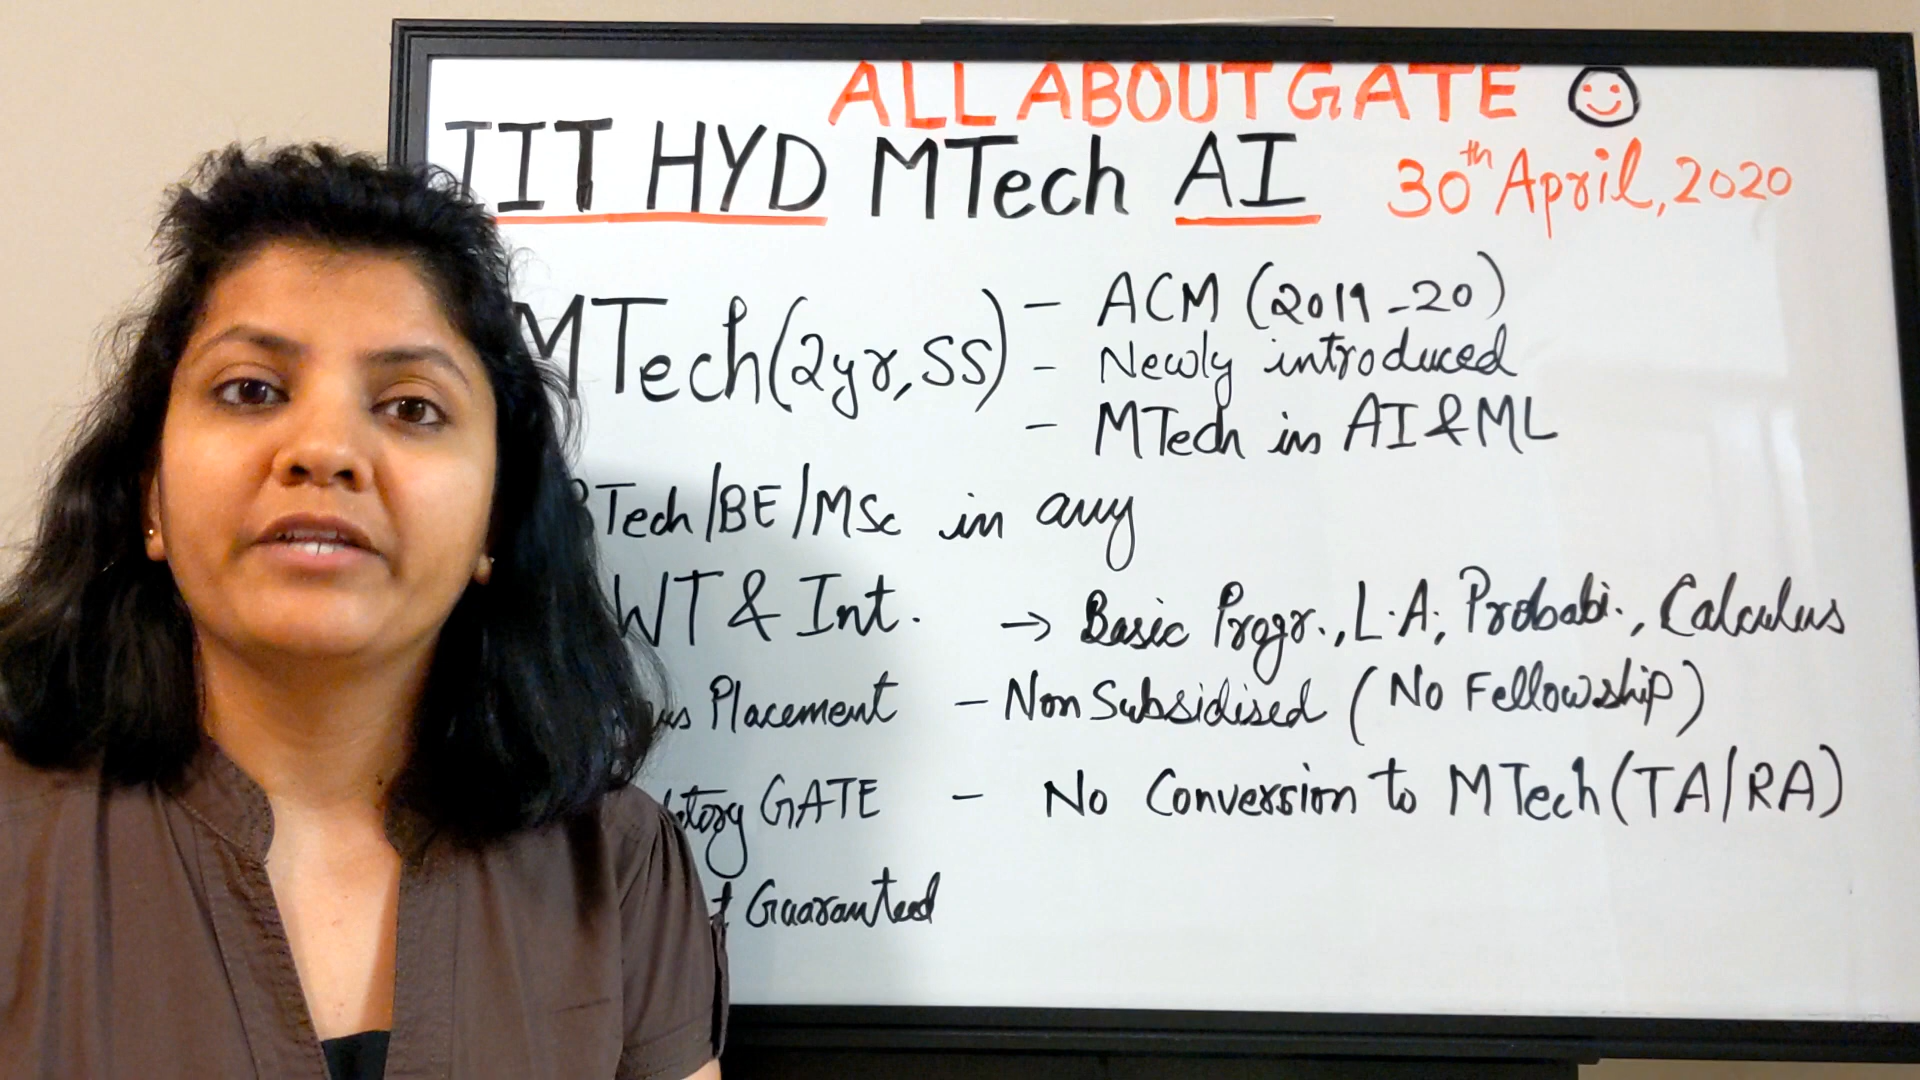 ALL ABOUT GATE
IIT HYD MTech AI 30th April, 2020
MTech (2yr, SS) - ACM (2019-20)
- Newly introduced
- MTech in AI & ML
BTech/BE/MSc in any
WT & Int. → Basic Progr., L.A., Probabi., Calculus
Placement - Non Subsidised (No Fellowship)
GATE - No Conversion to MTech (TA/RA)
Guaranteed